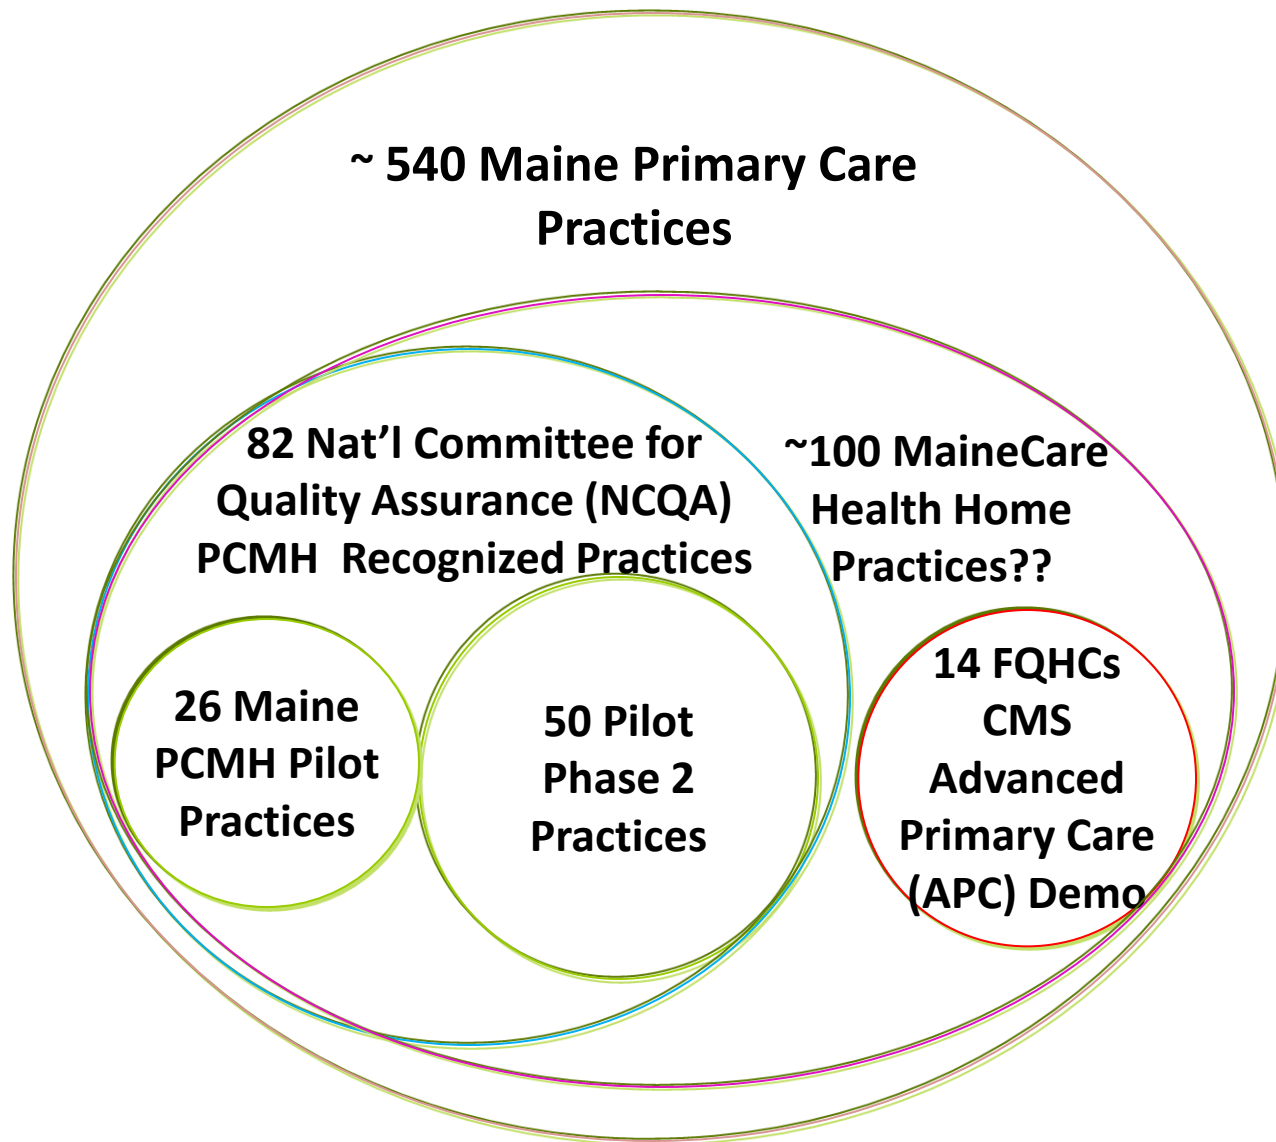 ~ 540 Maine Primary Care
Practices
82 Nat’l Committee for
Quality Assurance (NCQA)
PCMH  Recognized Practices
~100 MaineCare
Health Home
Practices??
26 Maine
PCMH Pilot
Practices
50 Pilot
Phase 2
Practices
14 FQHCs
CMS
Advanced
Primary Care
(APC) Demo